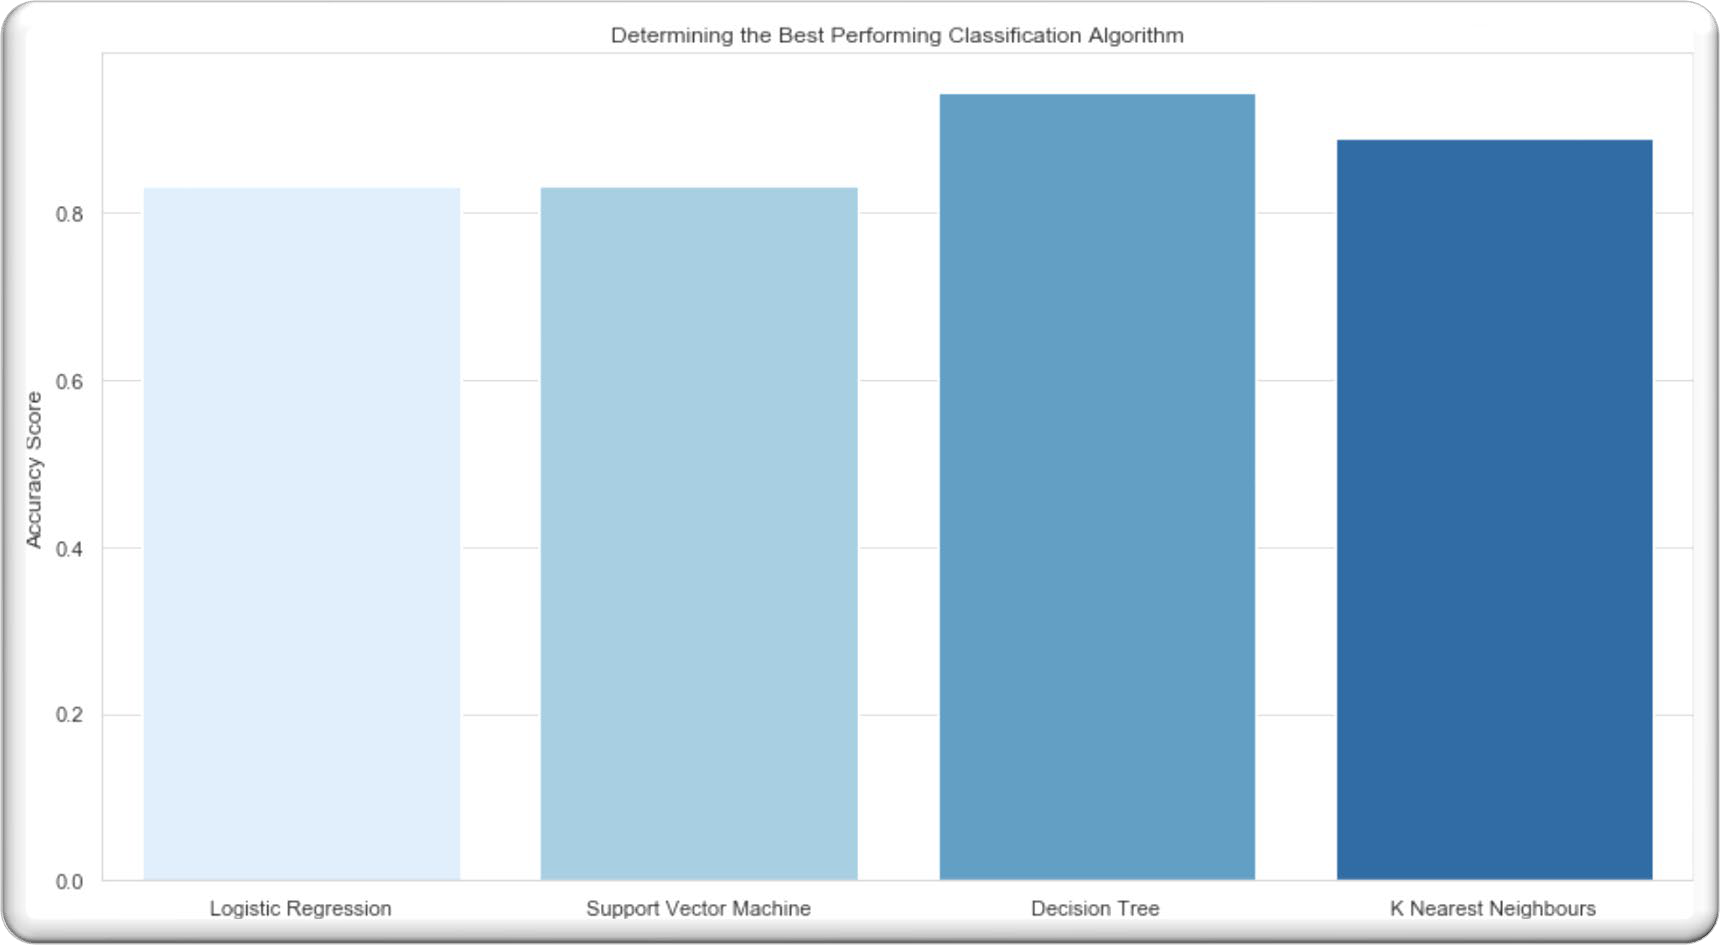 Determining the Best Performing Classification Algorithm
Accuracy Score
0.8
0.6
0.4
0.2
0.0
Logistic Regression
Support Vector Machine
Decision Tree
K Nearest Neighbours